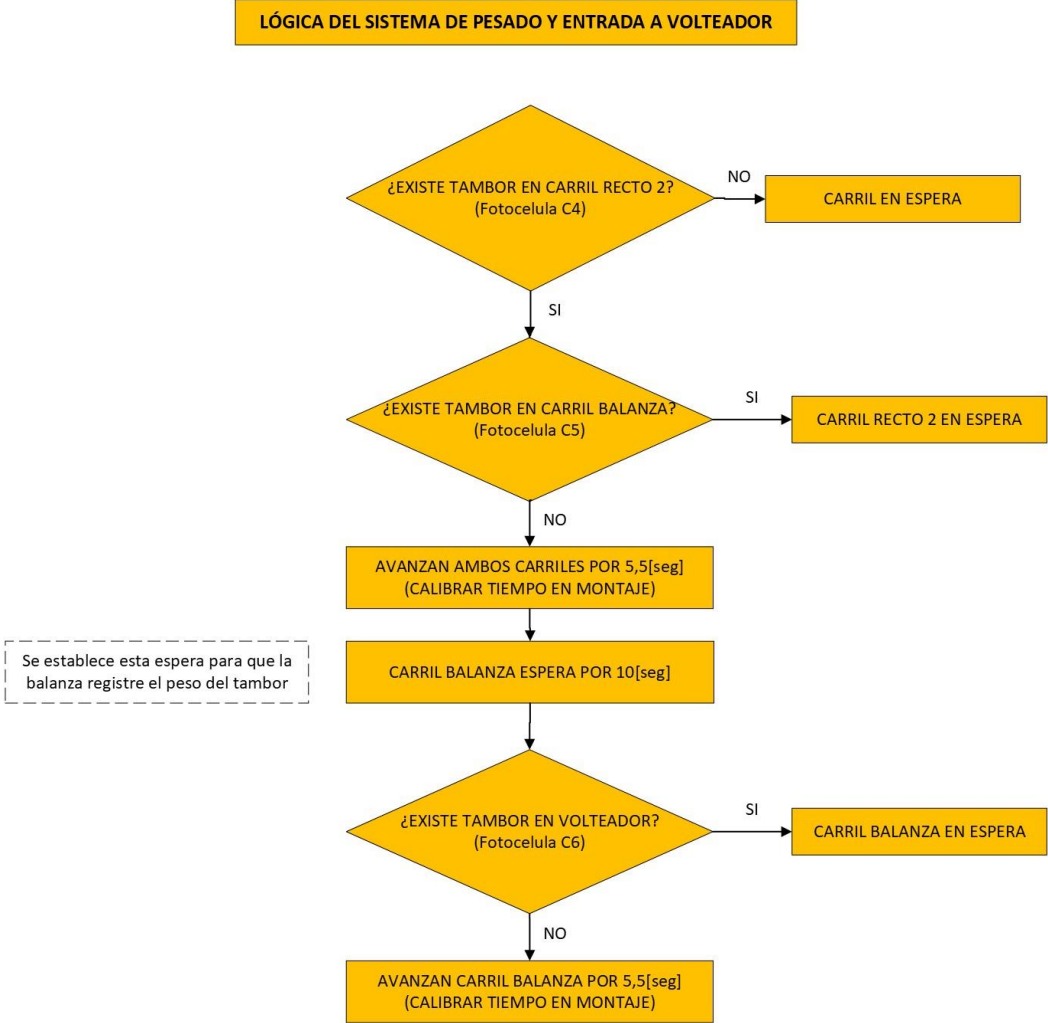 LÓGICA DEL SISTEMA DE PESADO Y ENTRADA A VOLTEADOR
¿EXISTE TAMBOR EN CARRIL RECTO 2?
(Fotocelula C4)
NO
CARRIL EN ESPERA
SI
¿EXISTE TAMBOR EN CARRIL BALANZA?
(Fotocelula C5)
SI
CARRIL RECTO 2 EN ESPERA
NO
AVANZAN AMBOS CARRILES POR 5,5[seg]
(CALIBRAR TIEMPO EN MONTAJE)
Se establece esta espera para que la
balanza registre el peso del tambor
CARRIL BALANZA ESPERA POR 10[seg]
¿EXISTE TAMBOR EN VOLTEADOR?
(Fotocelula C6)
SI
CARRIL BALANZA EN ESPERA
NO
AVANZAN CARRIL BALANZA POR 5,5[seg]
(CALIBRAR TIEMPO EN MONTAJE)